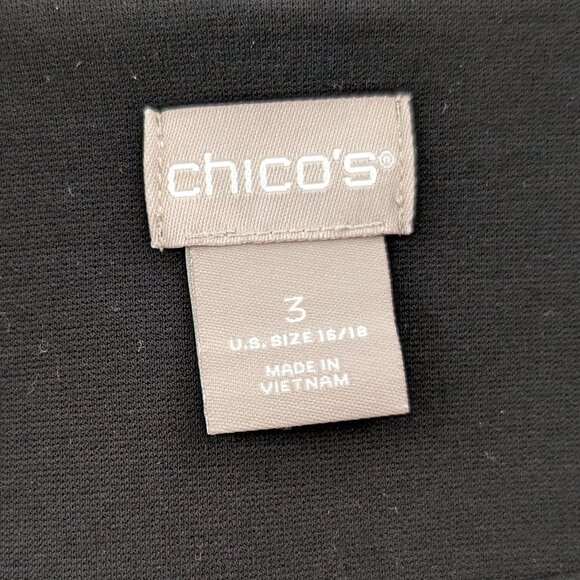 chico's®
3
U.S. SIZE 16/18
MADE IN
VIETNAM